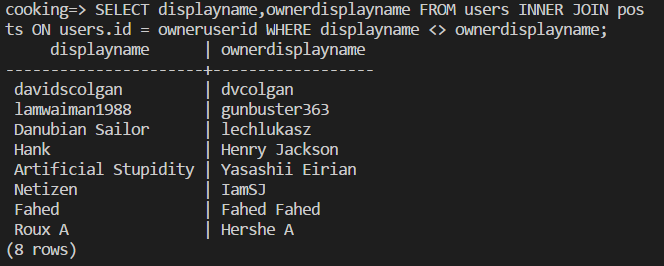 cooking=> SELECT displayname,ownerdisplayname FROM users INNER JOIN pos
ts ON users.id = owneruserid WHERE displayname <> ownerdisplayname;
     displayname      | ownerdisplayname
----------------------+------------------
 davidscolgan         | dvcolgan
 lamwaiman1988        | gunbuster363
 Danubian Sailor      | lechlukasz
 Hank                 | Henry Jackson
 Artificial Stupidity | Yasashii Eirian
 Netizen              | IamSJ
 Fahed                | Fahed Fahed
 Roux A               | Hershe A
(8 rows)